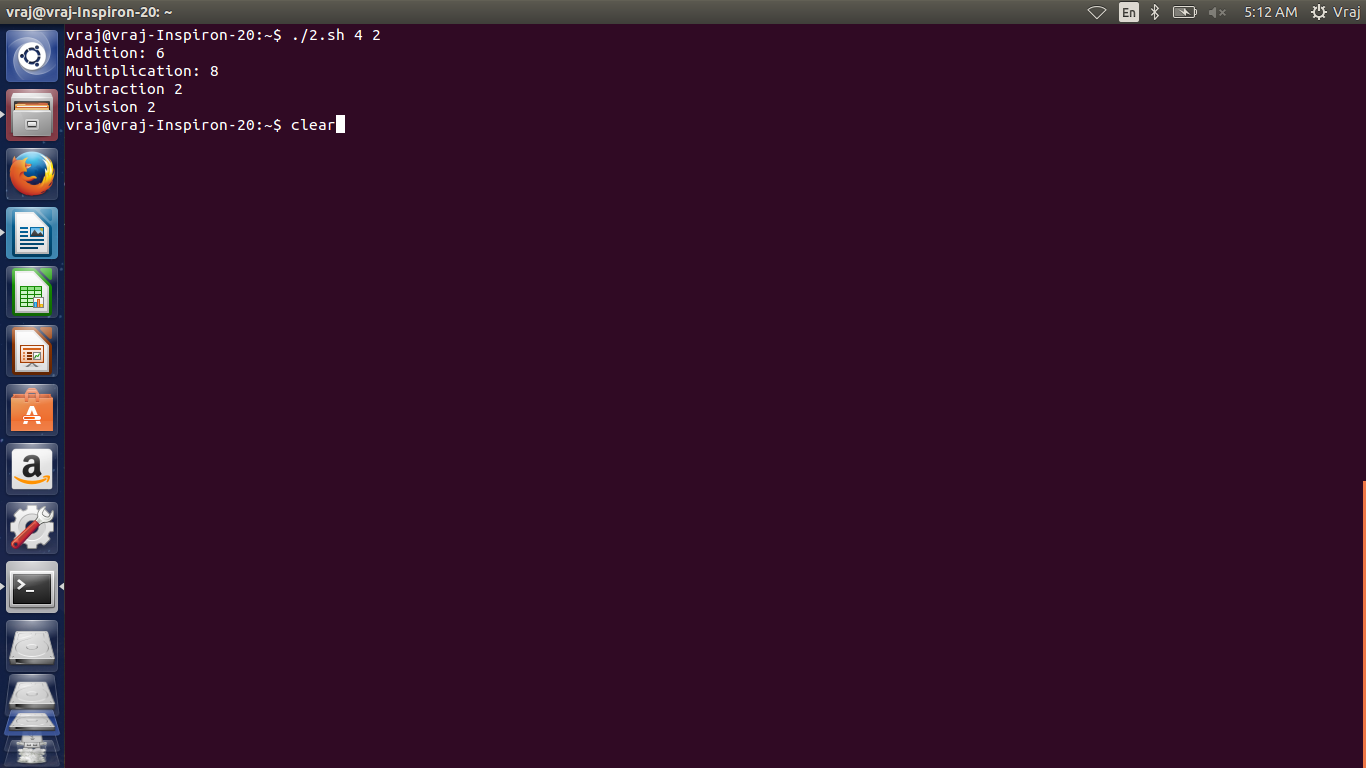 vraj@vraj-Inspiron-20: ~
En
5:12 AM
Vraj
vraj@vraj-Inspiron-20:~$ ./2.sh 4 2
Addition: 6
Multiplication: 8
Subtraction 2
Division 2
vraj@vraj-Inspiron-20:~$ clear